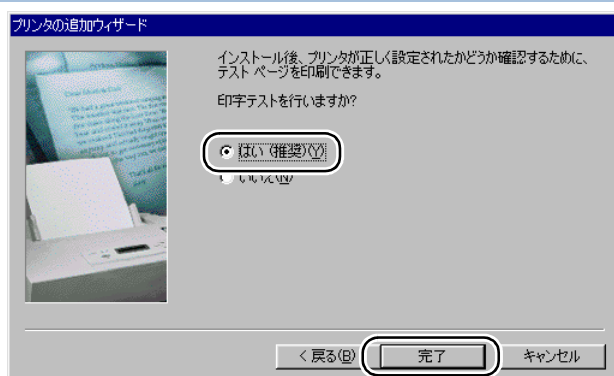 プリンタの追加ウィザード
インストール後、プリンタが正しく設定されたかどうか確認するために、
テスト ページを印刷できます。
印字テストを行いますか?
はい (推奨)(Y)
いいえ(N)
< 戻る(B)
完了
キャンセル